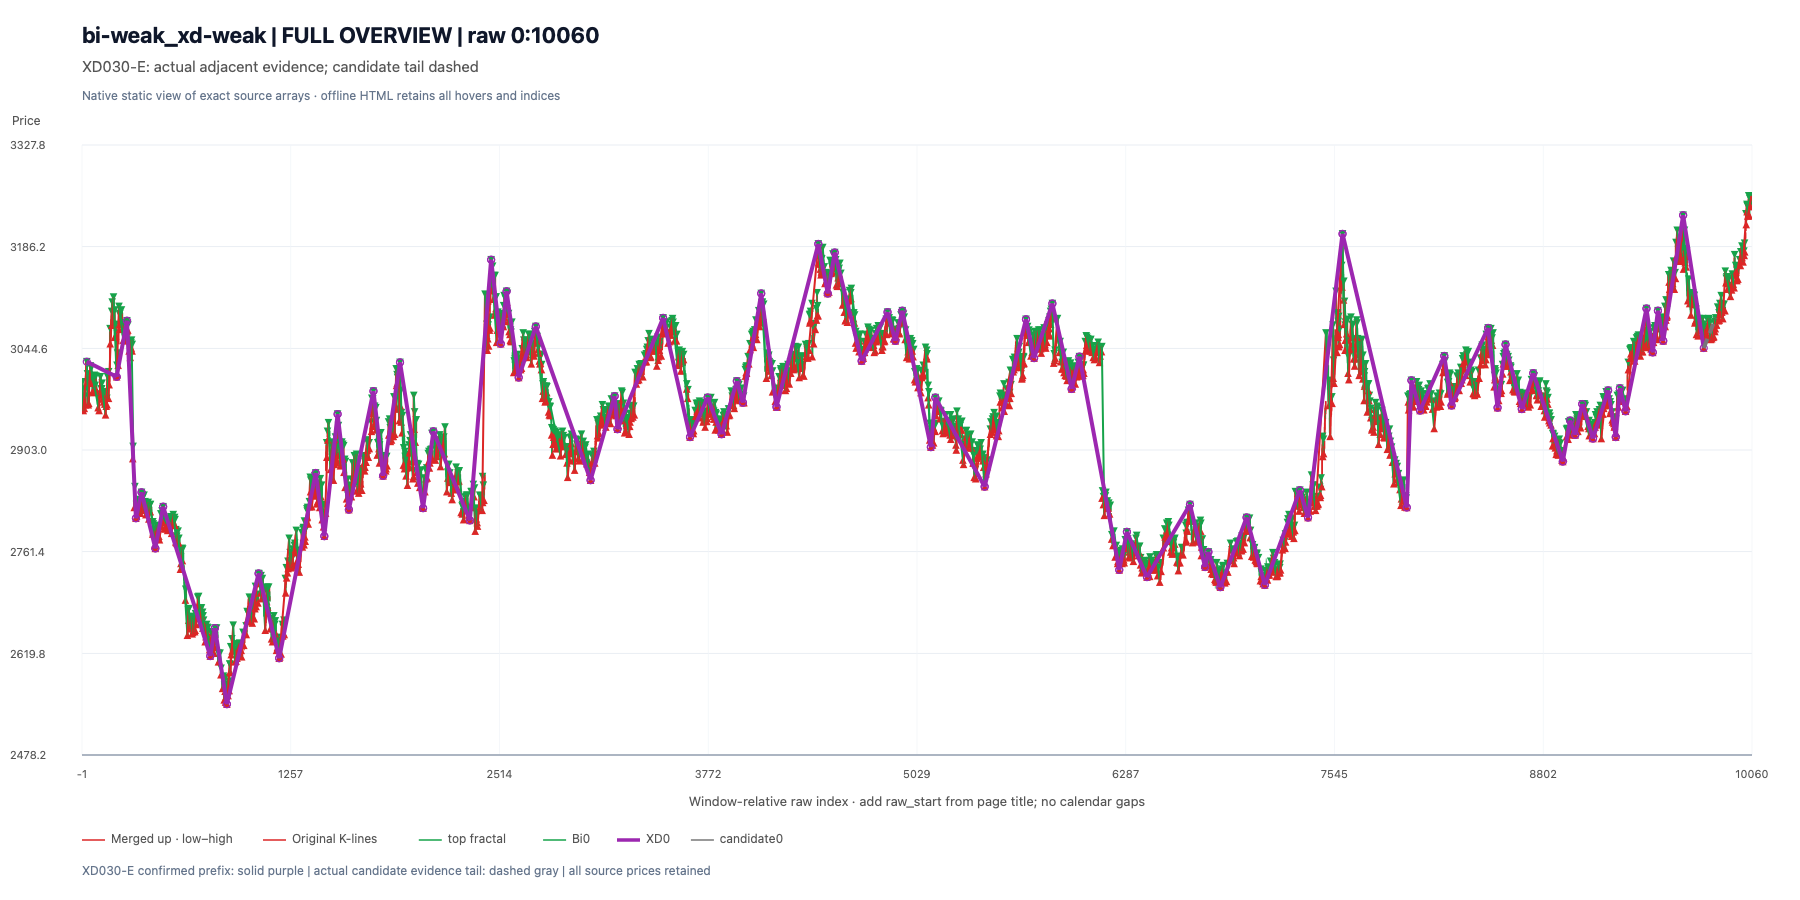 bi-weak_xd-weak | FULL OVERVIEW | raw 0:10060
XD030-E: actual adjacent evidence; candidate tail dashed
Native static view of exact source arrays · offline HTML retains all hovers and indices
Price
3327.8
3186.2
3044.6
2903.0
2761.4
2619.8
2478.2
-1 1257 2514 3772 5029 6287 7545 8802 10060
Window-relative raw index · add raw_start from page title; no calendar gaps
Merged up · low–high Original K-lines top fractal Bi0 XD0 candidate0
XD030-E confirmed prefix: solid purple | actual candidate evidence tail: dashed gray | all source prices retained